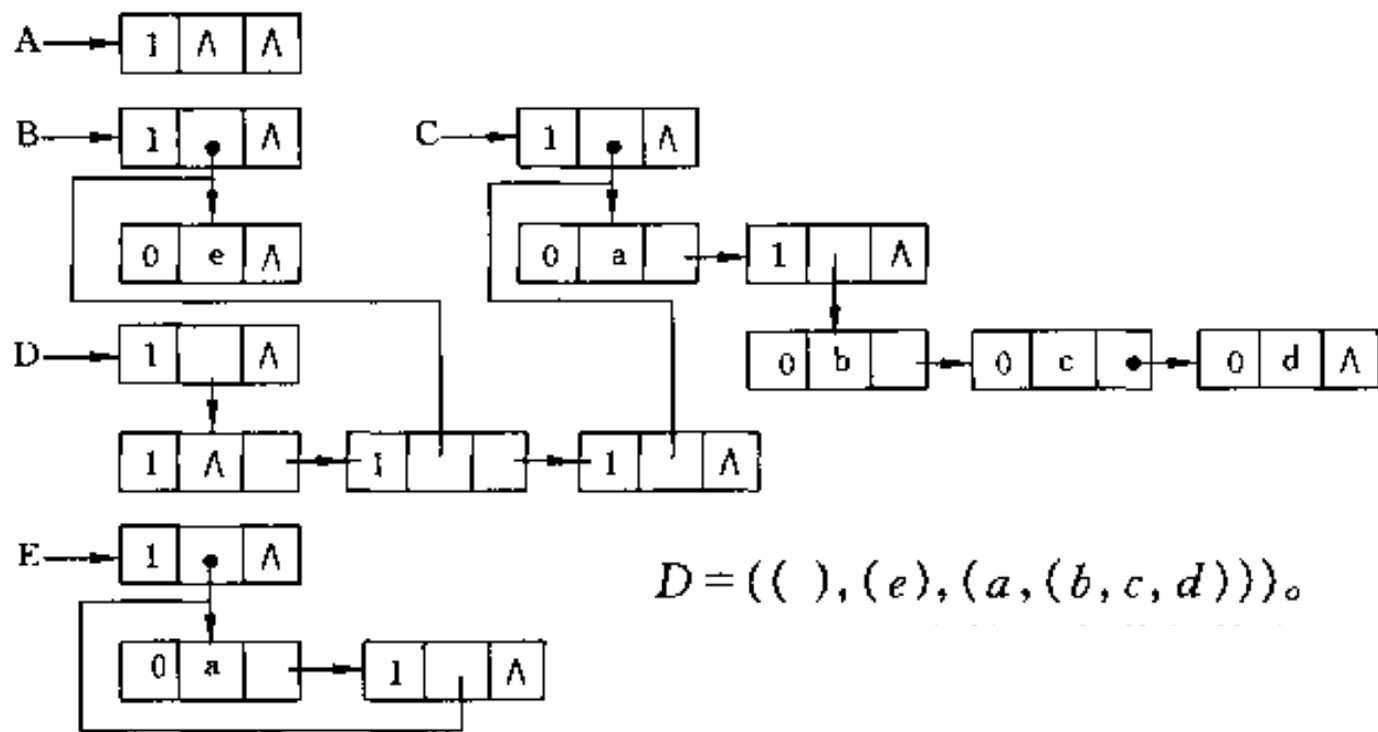 A 1 ∧ ∧
B 1 ∧ C 1 ∧
0 e ∧ 0 a 1 ∧
D 1 ∧ 0 b 0 c 0 d ∧
1 ∧ 1 1 ∧
E 1 ∧
D=(( ),(e),(a,(b,c,d)))。
0 a 1 ∧